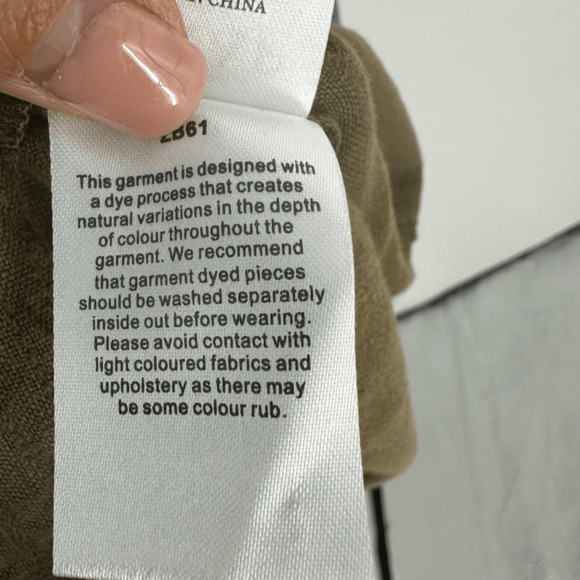 CHINA
2B61
This garment is designed with
a dye process that creates
natural variations in the depth
of colour throughout the
garment. We recommend
that garment dyed pieces
should be washed separately
inside out before wearing.
Please avoid contact with
light coloured fabrics and
upholstery as there may
be some colour rub.